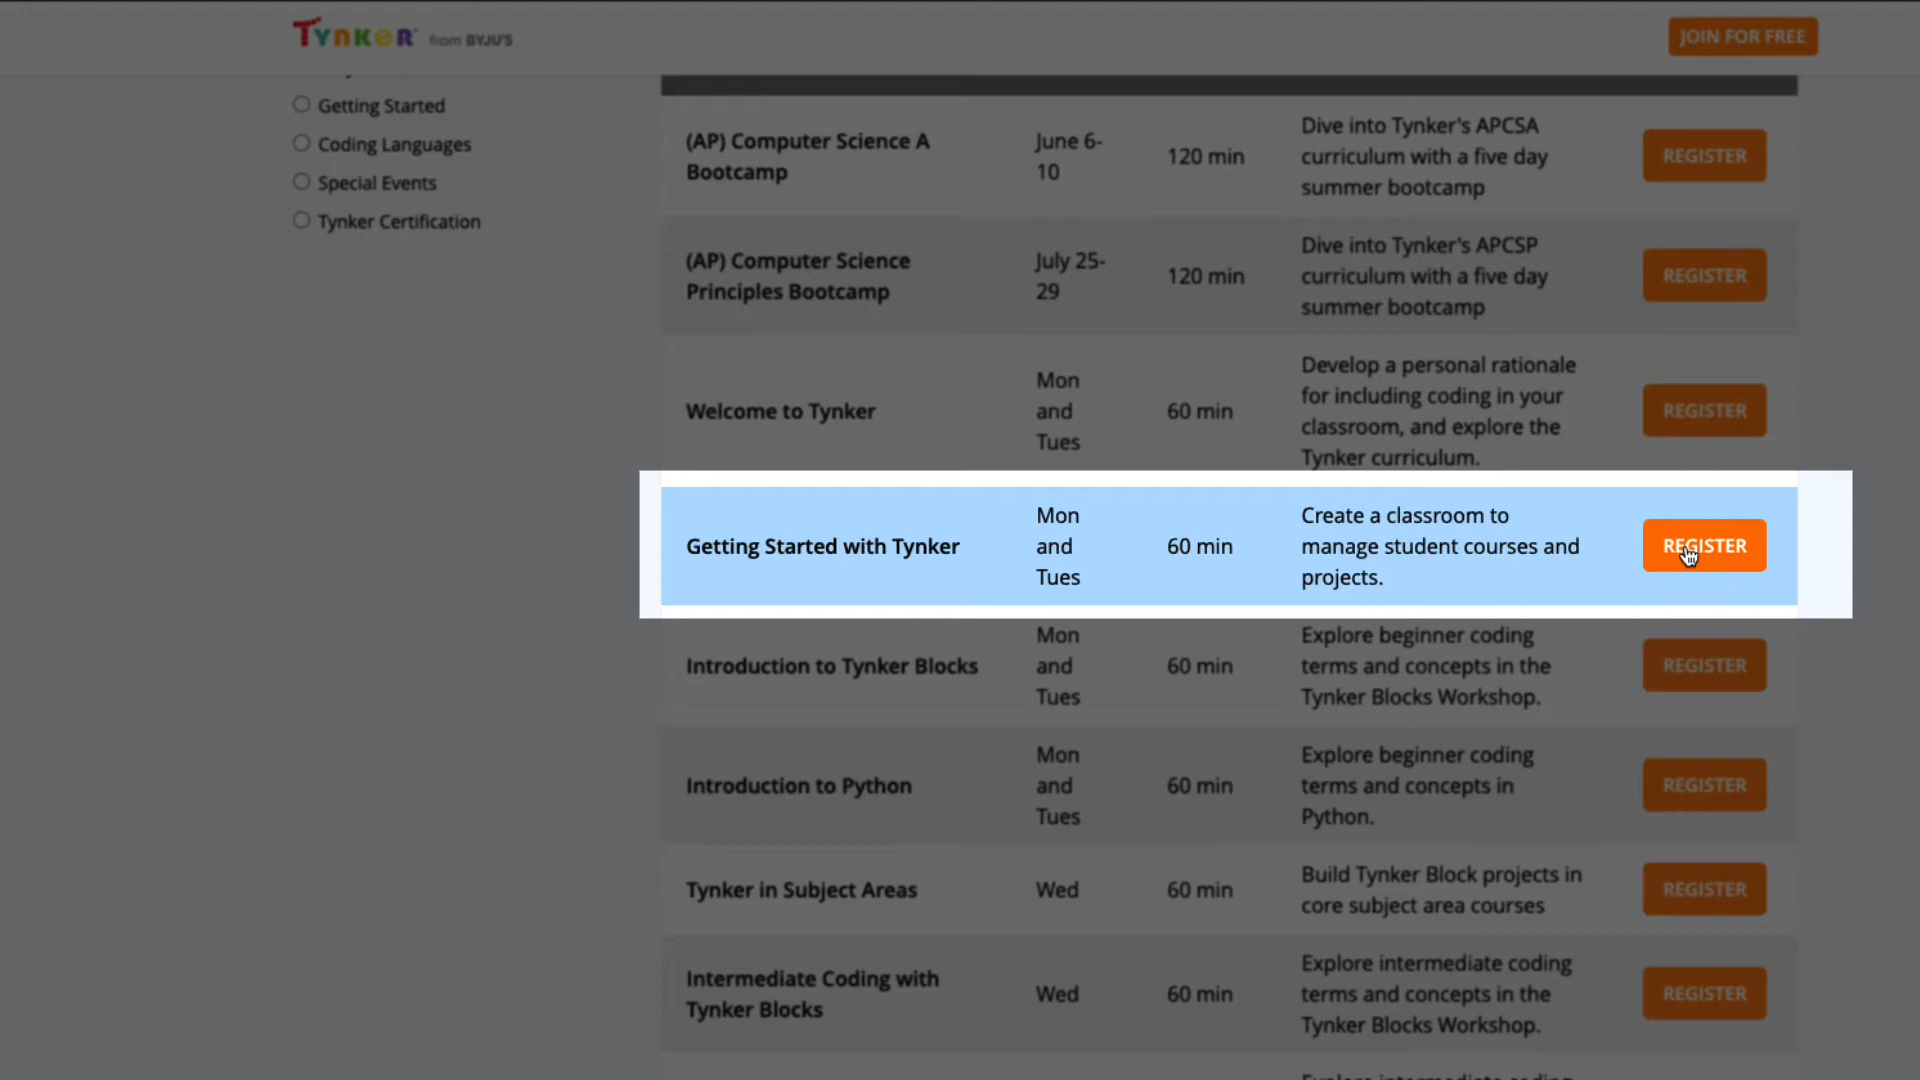 TYNKER from BYJU'S
JOIN FOR FREE
Getting Started
Coding Languages
Special Events
Tynker Certification
(AP) Computer Science A
Bootcamp
June 6-
10
120 min
Dive into Tynker's APCSA
curriculum with a five day
summer bootcamp
REGISTER
(AP) Computer Science
Principles Bootcamp
July 25-
29
120 min
Dive into Tynker's APCSP
curriculum with a five day
summer bootcamp
REGISTER
Welcome to Tynker
Mon
and
Tues
60 min
Develop a personal rationale
for including coding in your
classroom, and explore the
Tynker curriculum.
REGISTER
Getting Started with Tynker
Mon
and
Tues
60 min
Create a classroom to
manage student courses and
projects.
REGISTER
Introduction to Tynker Blocks
Mon
and
Tues
60 min
Explore beginner coding
terms and concepts in the
Tynker Blocks Workshop.
REGISTER
Introduction to Python
Mon
and
Tues
60 min
Explore beginner coding
terms and concepts in
Python.
REGISTER
Tynker in Subject Areas
Wed
60 min
Build Tynker Block projects in
core subject area courses
REGISTER
Intermediate Coding with
Tynker Blocks
Wed
60 min
Explore intermediate coding
terms and concepts in the
Tynker Blocks Workshop.
REGISTER